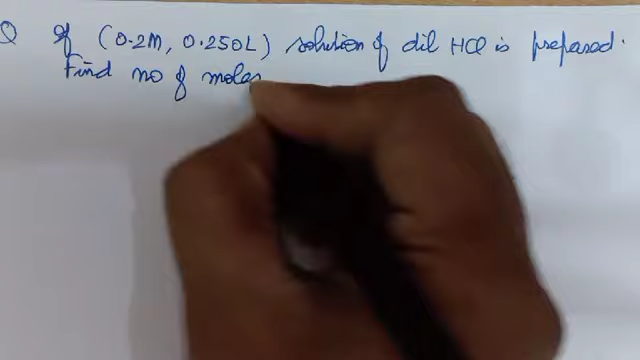 Q If (0.2M, 0.250L) solution of dil HCl is prepared.
Find no of moles